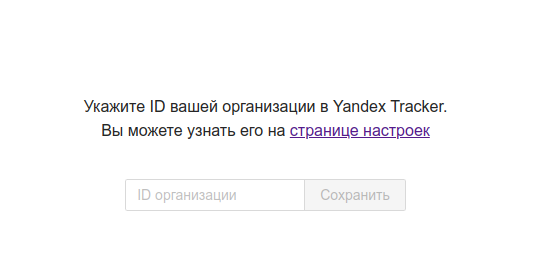 Укажите ID вашей организации в Yandex Tracker.
Вы можете узнать его на странице настроек
ID организации Сохранить